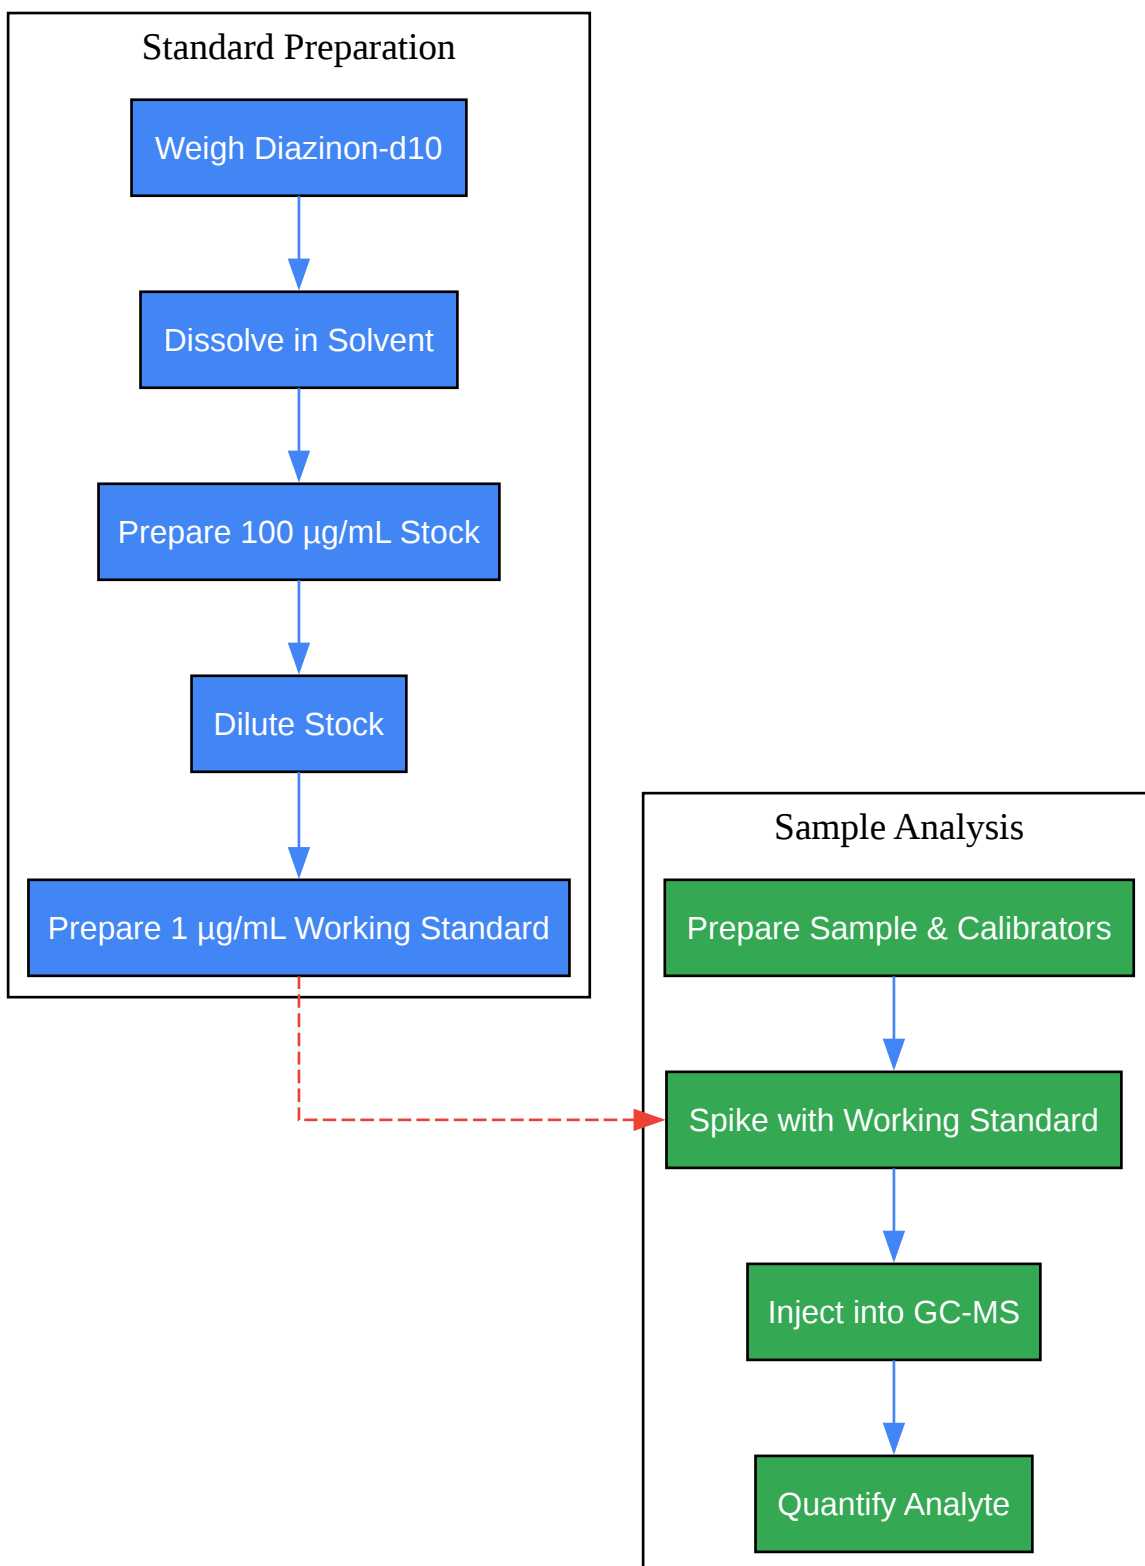 Standard Preparation
Weigh Diazinon-d10
Dissolve in Solvent
Prepare 100 µg/mL Stock
Dilute Stock
Prepare 1 µg/mL Working Standard
Sample Analysis
Prepare Sample & Calibrators
Spike with Working Standard
Inject into GC-MS
Quantify Analyte